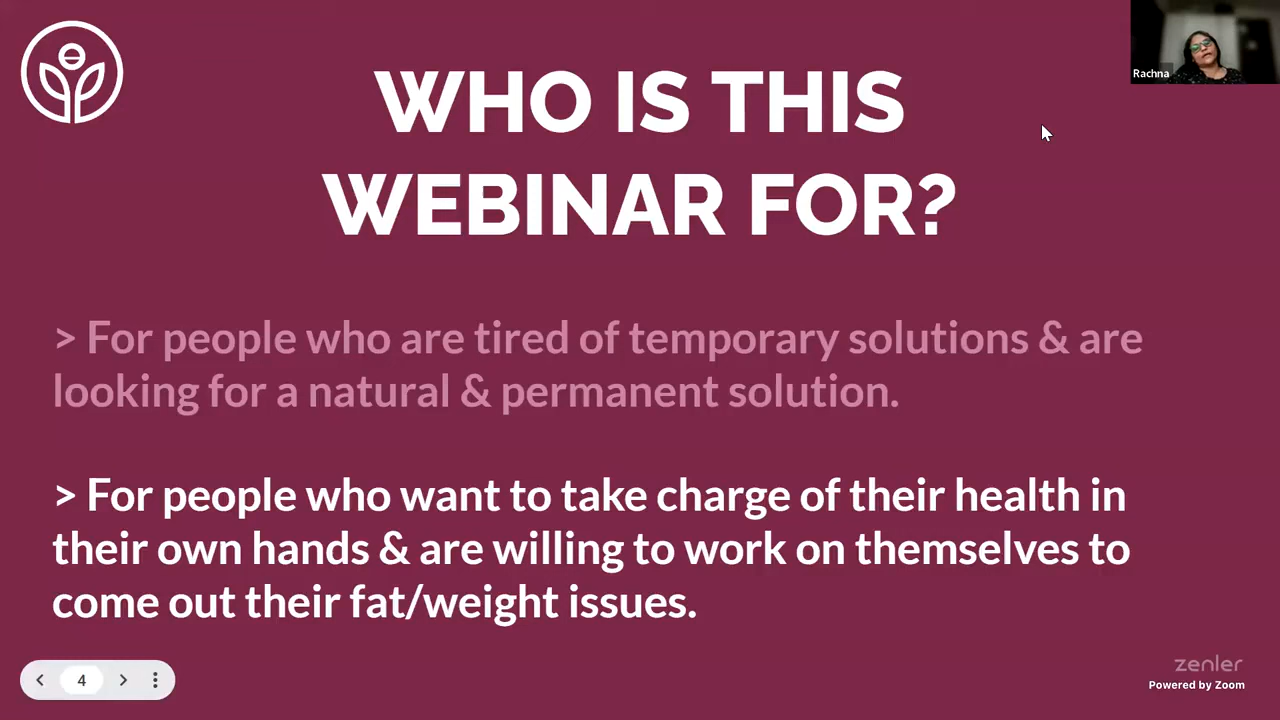 Rachna
WHO IS THIS
WEBINAR FOR?
> For people who are tired of temporary solutions & are
looking for a natural & permanent solution.
> For people who want to take charge of their health in
their own hands & are willing to work on themselves to
come out their fat/weight issues.
4
zenler
Powered by Zoom